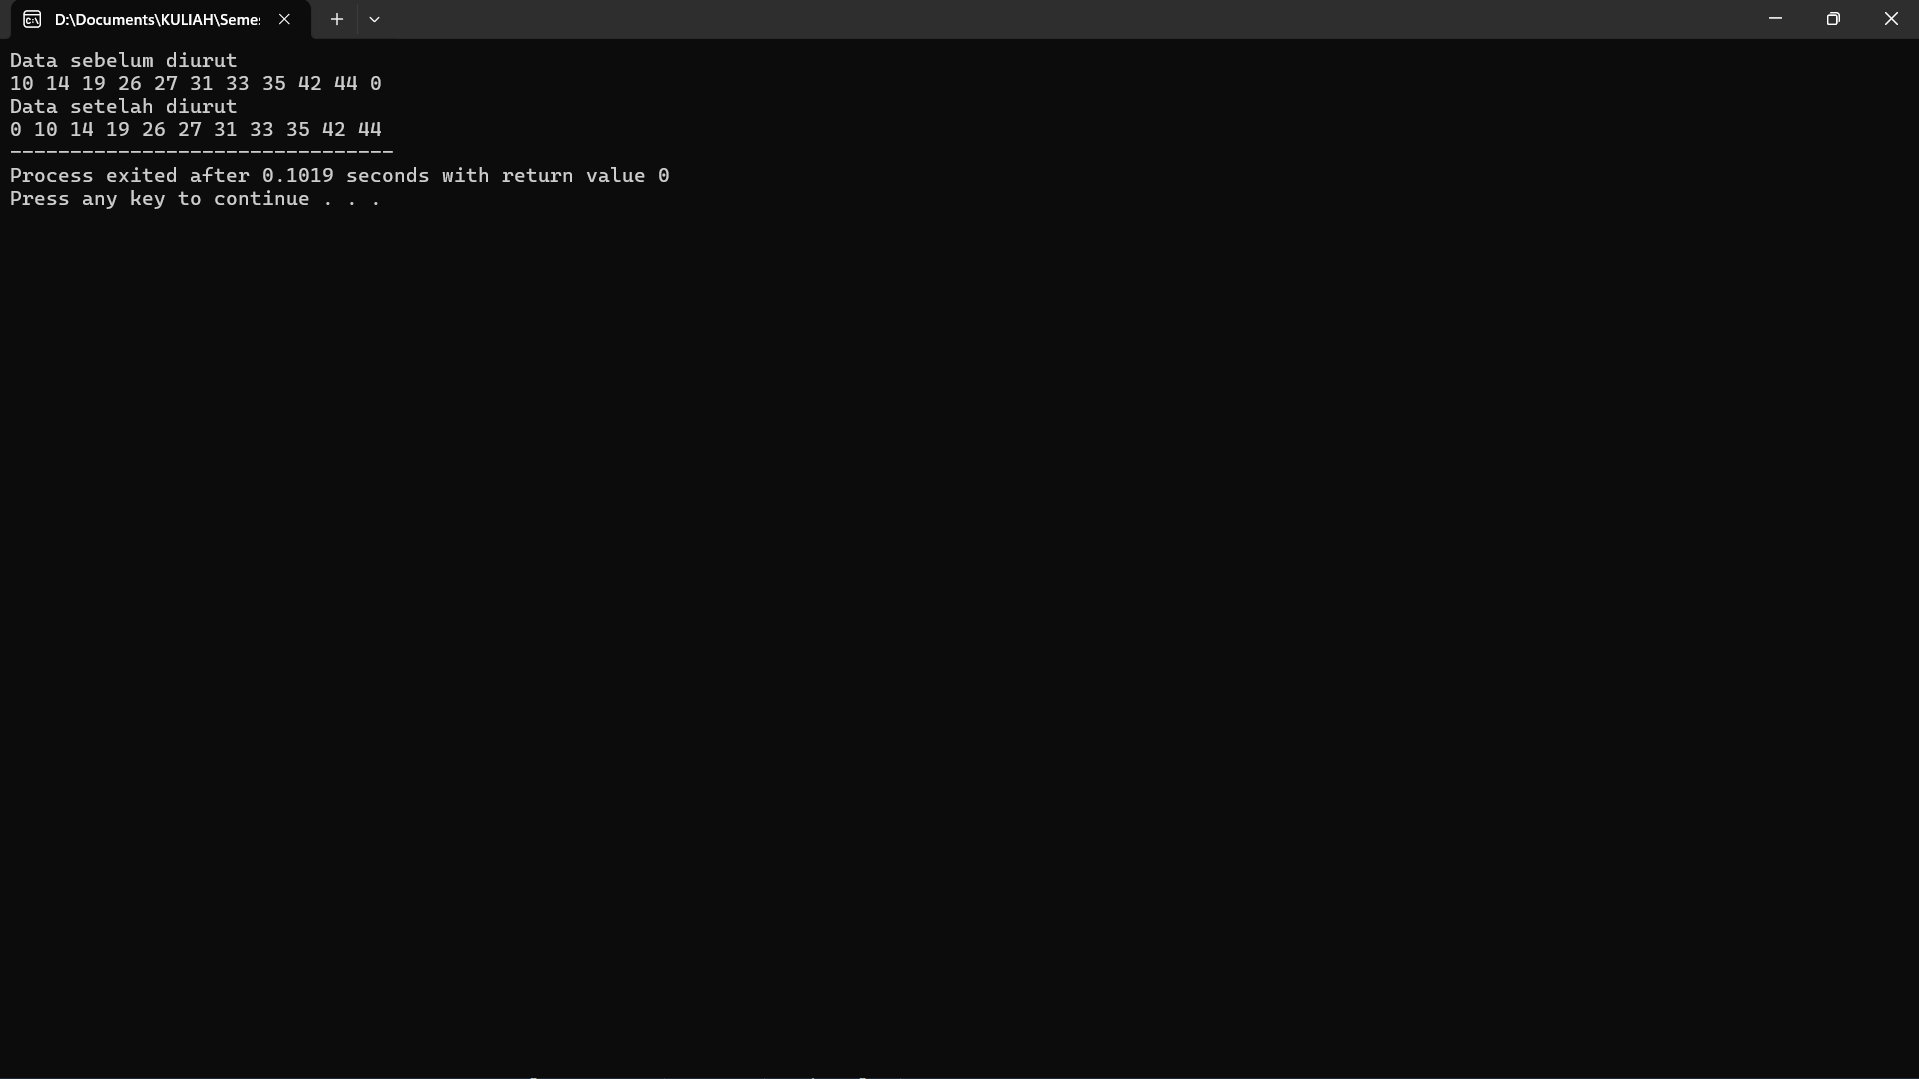 D:\Documents\KULIAH\Seme
Data sebelum diurut
10 14 19 26 27 31 33 35 42 44 0
Data setelah diurut
0 10 14 19 26 27 31 33 35 42 44
--------------------------------
Process exited after 0.1019 seconds with return value 0
Press any key to continue . . .